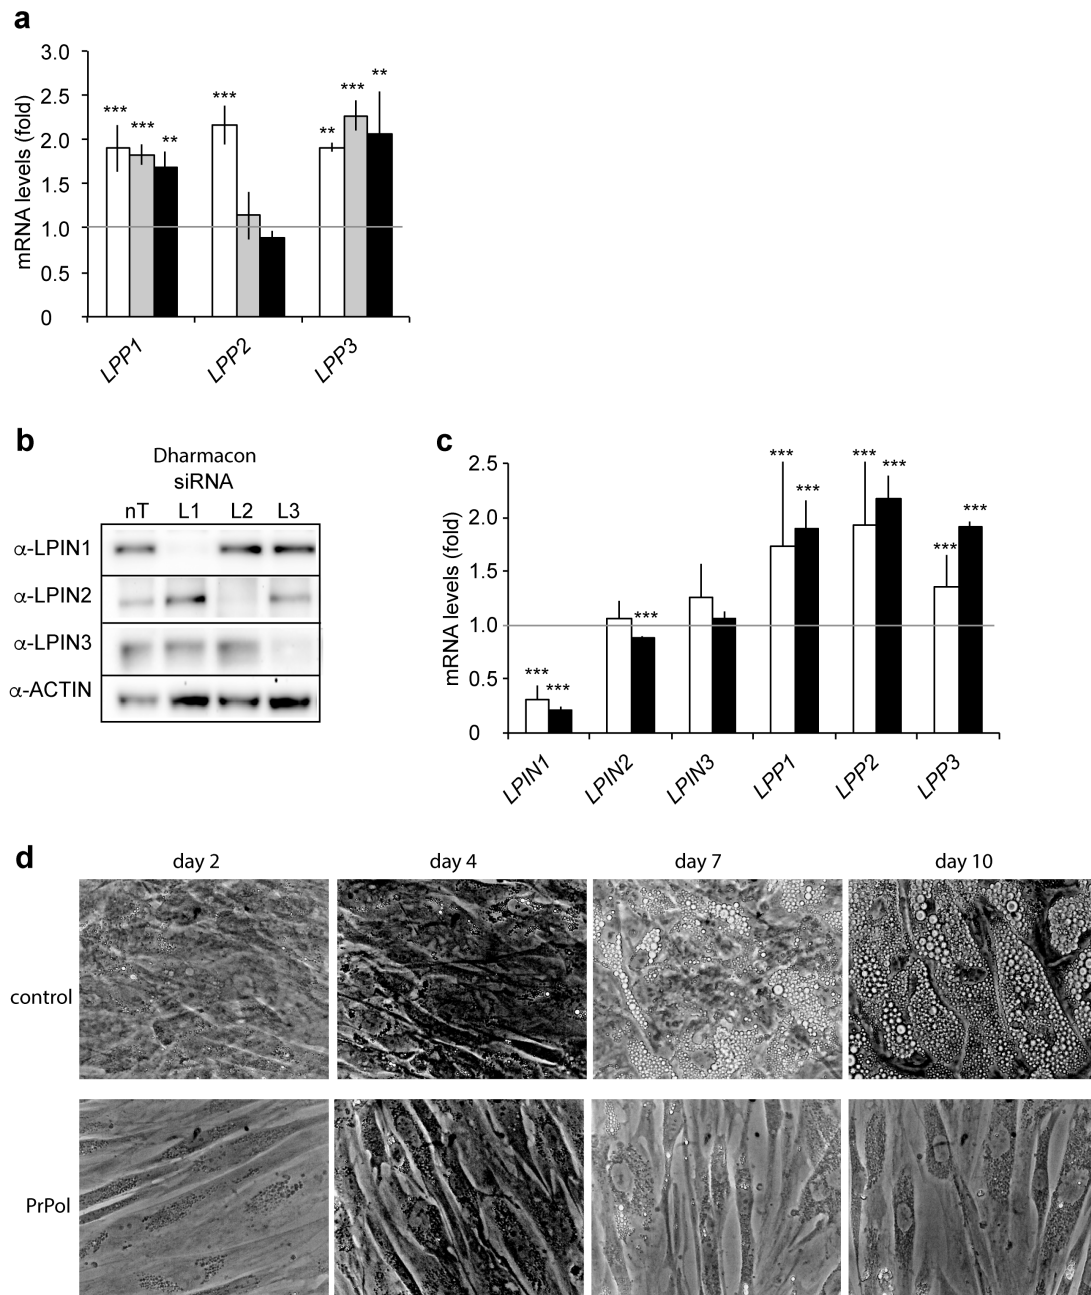 a
mRNA levels (fold)
3.0
2.5
2.0
1.5
1.0
0.5
0
*** *** **
***
** *** **
LPP1 LPP2 LPP3
b
Dharmacon
siRNA
nT L1 L2 L3
α-LPIN1
α-LPIN2
α-LPIN3
α-ACTIN
c
mRNA levels (fold)
2.5
2.0
1.5
1.0
0.5
0
*** ***
***
*** ***
*** ***
*** ***
LPIN1 LPIN2 LPIN3 LPP1 LPP2 LPP3
d
day 2 day 4 day 7 day 10
control
PrPol